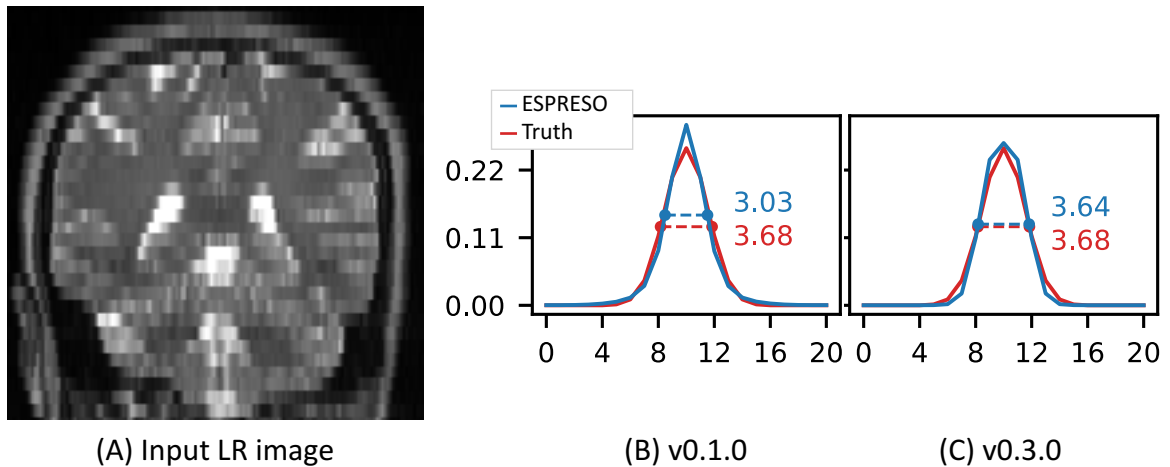 ESPRESO
Truth
0.22
0.11
0.00
3.03
3.68
3.64
3.68
0 4 8 12 16 20
0 4 8 12 16 20
(A) Input LR image
(B) v0.1.0
(C) v0.3.0